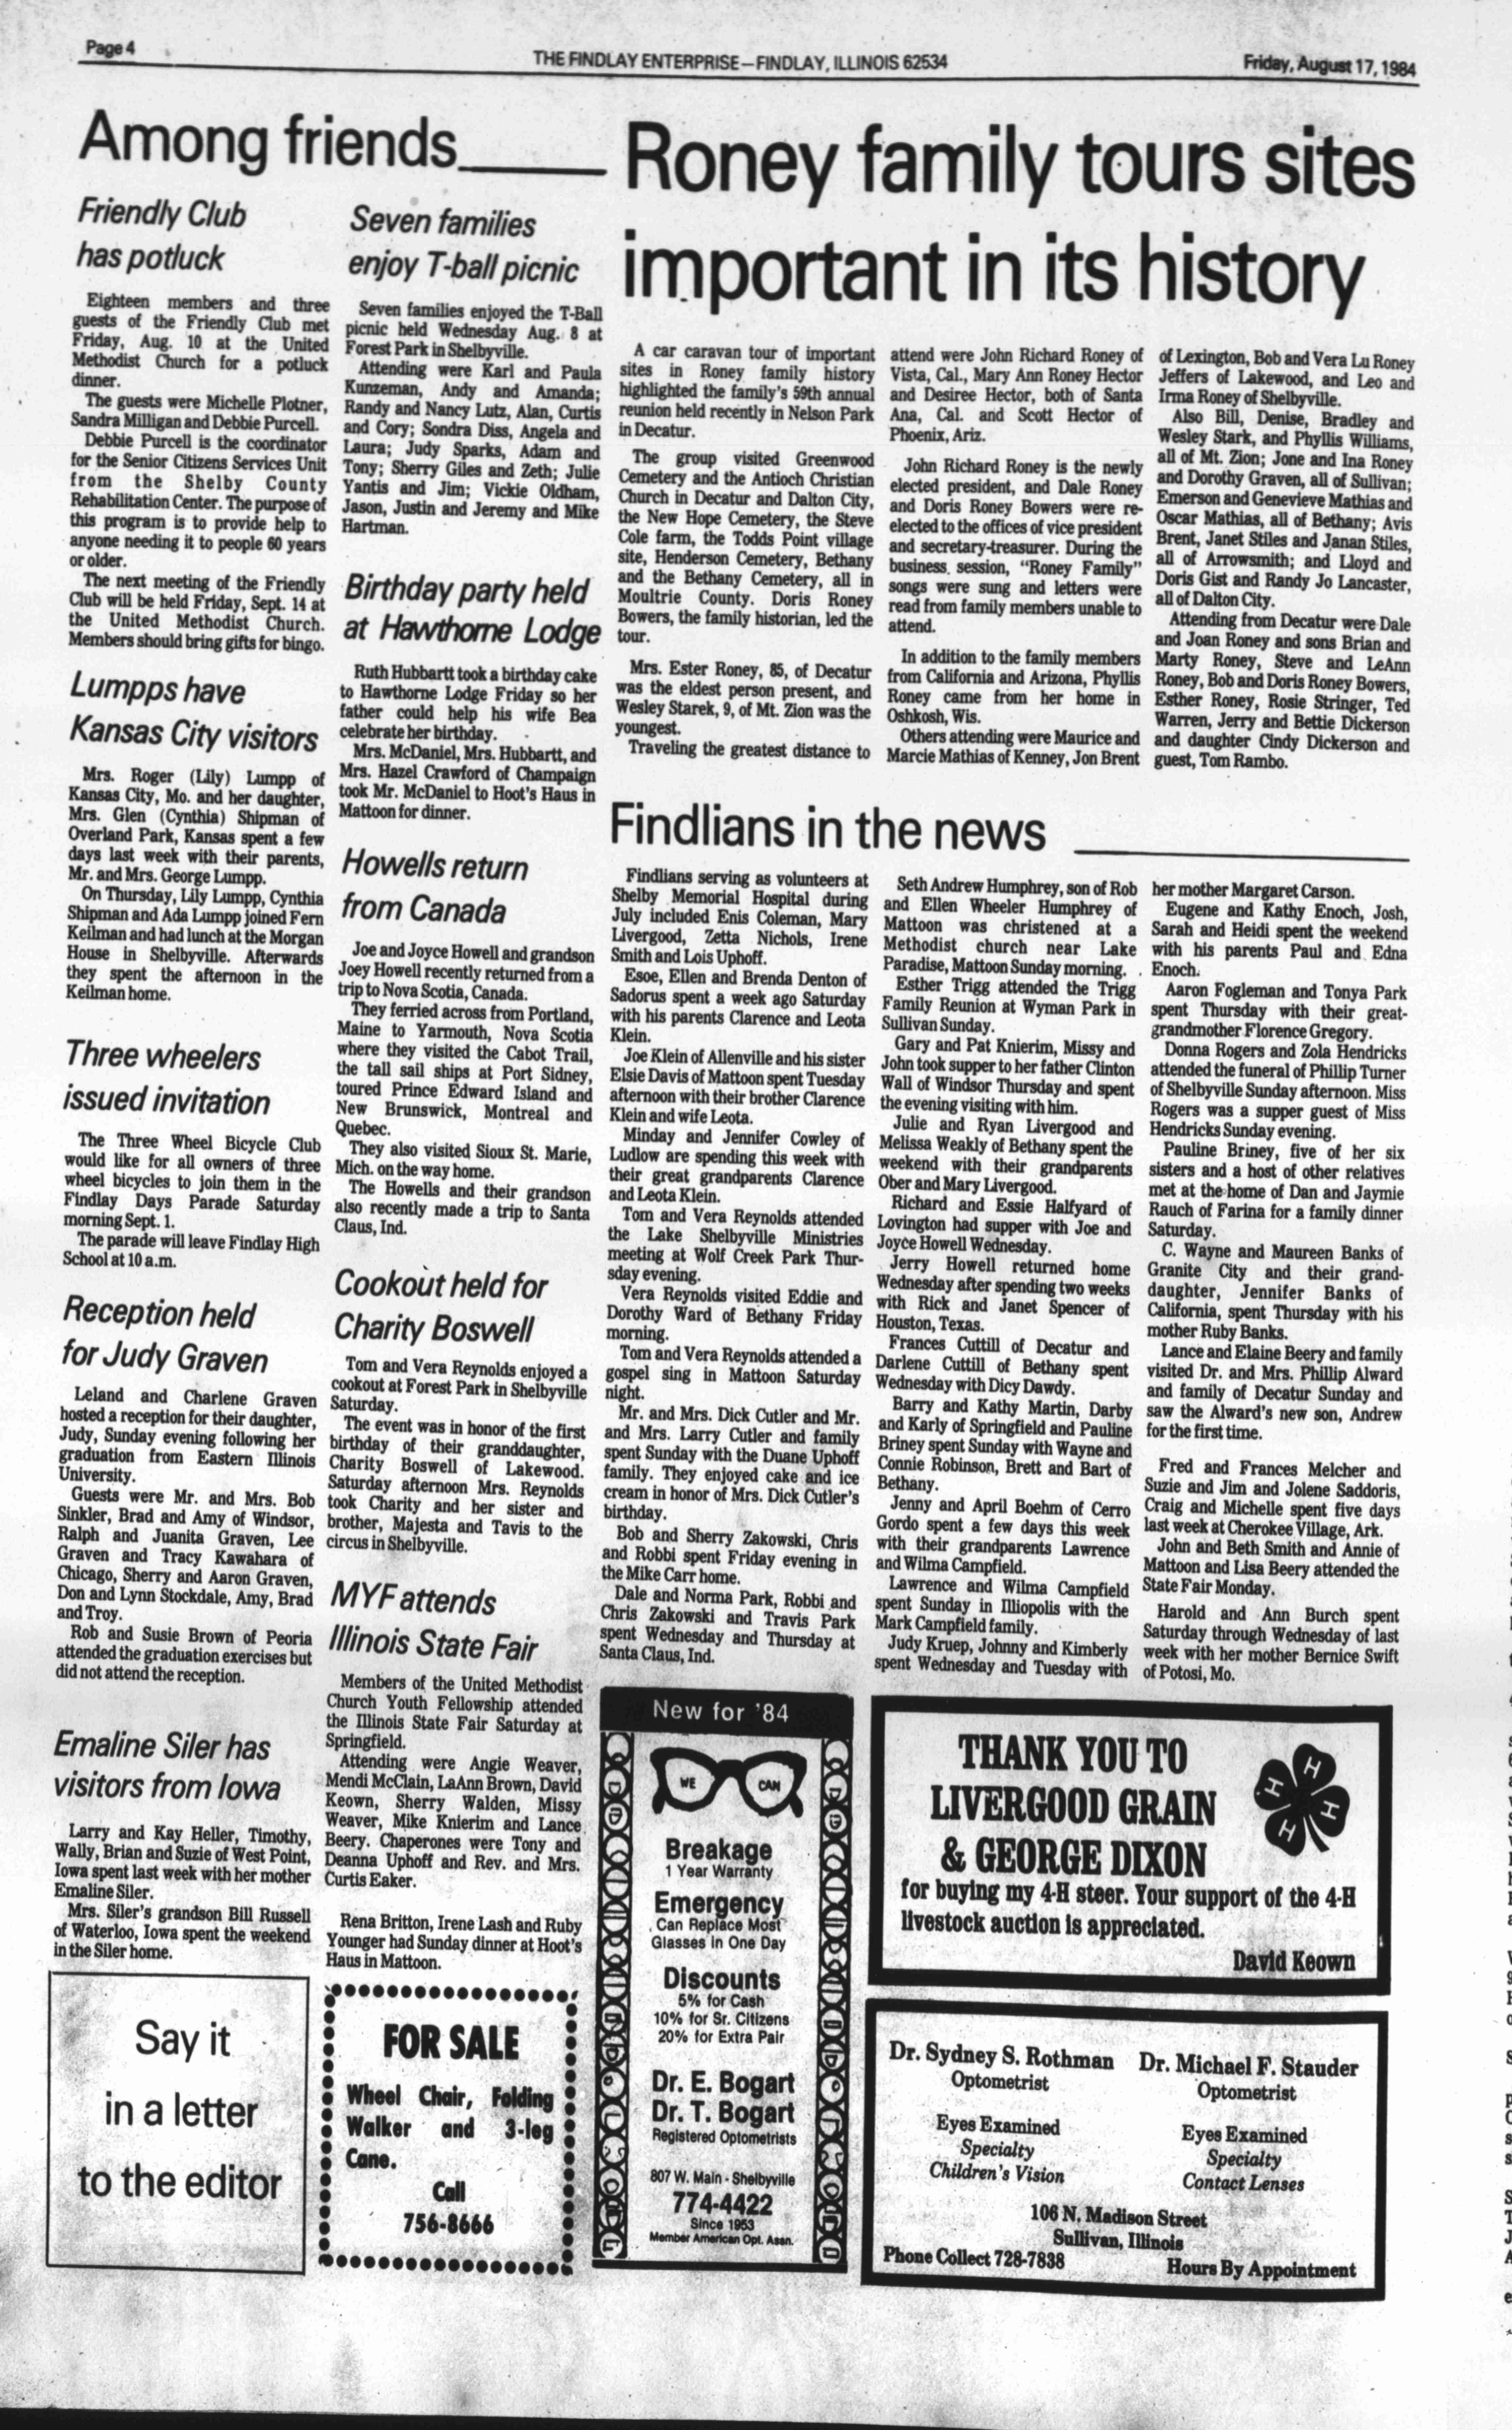 Page 4
THE FINDLAY ENTERPRISE—FINDLAY, ILLINOIS 62534
Friday, August 17, 1984
Among friends
Friendly Club
has potluck
Eighteen members and three
guests of the Friendly Club met
Friday, Aug. 10 at the United
Methodist Church for a potluck
dinner.
The guests were Michelle Plotner,
Sandra Milligan and Debbie Purcell.
Debbie Purcell is the coordinator
for the Senior Citizens Services Unit
from the Shelby County
Rehabilitation Center. The purpose of
this program is to provide help to
anyone needing it to people 60 years
or older.
The next meeting of the Friendly
Club will be held Friday, Sept. 14 at
the United Methodist Church.
Members should bring gifts for bingo.
Lumpps have
Kansas City visitors
Mrs. Roger (Lily) Lumpp of
Kansas City, Mo. and her daughter,
Mrs. Glen (Cynthia) Shipman of
Overland Park, Kansas spent a few
days last week with their parents,
Mr. and Mrs. George Lumpp.
On Thursday, Lily Lumpp, Cynthia
Shipman and Ada Lumpp joined Fern
Keilman and had lunch at the Morgan
House in Shelbyville. Afterwards
they spent the afternoon in the
Keilman home.
Three wheelers
issued invitation
The Three Wheel Bicycle Club
would like for all owners of three
wheel bicycles to join them in the
Findlay Days Parade Saturday
morning Sept. 1.
The parade will leave Findlay High
School at 10 a.m.
Reception held
for Judy Graven
Leland and Charlene Graven
hosted a reception for their daughter,
Judy, Sunday evening following her
graduation from Eastern Illinois
University.
Guests were Mr. and Mrs. Bob
Sinkler, Brad and Amy of Windsor,
Ralph and Juanita Graven, Lee
Graven and Tracy Kawahara of
Chicago, Sherry and Aaron Graven,
Don and Lynn Stockdale, Amy, Brad
and Troy.
Rob and Susie Brown of Peoria
attended the graduation exercises but
did not attend the reception.
Emaline Siler has
visitors from Iowa
Larry and Kay Heller, Timothy,
Wally, Brian and Suzie of West Point,
Iowa spent last week with her mother
Emaline Siler.
Mrs. Siler's grandson Bill Russell
of Waterloo, Iowa spent the weekend
in the Siler home.
Say it
in a letter
to the editor
Seven families
enjoy T-ball picnic
Seven families enjoyed the T-Ball
picnic held Wednesday Aug. 8 at
Forest Park in Shelbyville.
Attending were Karl and Paula
Kunzeman, Andy and Amanda;
Randy and Nancy Lutz, Alan, Curtis
and Cory; Sondra Diss, Angela and
Laura; Judy Sparks, Adam and
Tony; Sherry Giles and Zeth; Julie
Yantis and Jim; Vickie Oldham,
Jason, Justin and Jeremy and Mike
Hartman.
Birthday party held
at Hawthorne Lodge
Ruth Hubbartt took a birthday cake
to Hawthorne Lodge Friday so her
father could help his wife Bea
celebrate her birthday.
Mrs. McDaniel, Mrs. Hubbartt, and
Mrs. Hazel Crawford of Champaign
took Mr. McDaniel to Hoot's Haus in
Mattoon for dinner.
Howells return
from Canada
Joe and Joyce Howell and grandson
Joey Howell recently returned from a
trip to Nova Scotia, Canada.
They ferried across from Portland,
Maine to Yarmouth, Nova Scotia
where they visited the Cabot Trail,
the tall sail ships at Port Sidney,
toured Prince Edward Island and
New Brunswick, Montreal and
Quebec.
They also visited Sioux St. Marie,
Mich. on the way home.
The Howells and their grandson
also recently made a trip to Santa
Claus, Ind.
Cookout held for
Charity Boswell
Tom and Vera Reynolds enjoyed a
cookout at Forest Park in Shelbyville
Saturday.
The event was in honor of the first
birthday of their granddaughter,
Charity Boswell of Lakewood.
Saturday afternoon Mrs. Reynolds
took Charity and her sister and
brother, Majesta and Tavis to the
circus in Shelbyville.
MYF attends
Illinois State Fair
Members of the United Methodist
Church Youth Fellowship attended
the Illinois State Fair Saturday at
Springfield.
Attending were Angie Weaver,
Mendi McClain, LaAnn Brown, David
Keown, Sherry Walden, Missy
Weaver, Mike Knierim and Lance
Beery. Chaperones were Tony and
Deanna Uphoff and Rev. and Mrs.
Curtis Eaker.
Rena Britton, Irene Lash and Ruby
Younger had Sunday dinner at Hoot's
Haus in Mattoon.
FOR SALE
Wheel Chair, Folding
Walker and 3-leg
Cane.
Call
756-8666
Roney family tours sites
important in its history
A car caravan tour of important
sites in Roney family history
highlighted the family's 59th annual
reunion held recently in Nelson Park
in Decatur.
The group visited Greenwood
Cemetery and the Antioch Christian
Church in Decatur and Dalton City,
the New Hope Cemetery, the Steve
Cole farm, the Todds Point village
site, Henderson Cemetery, Bethany
and the Bethany Cemetery, all in
Moultrie County. Doris Roney
Bowers, the family historian, led the
tour.
Mrs. Ester Roney, 85, of Decatur
was the eldest person present, and
Wesley Starek, 9, of Mt. Zion was the
youngest.
Traveling the greatest distance to
attend were John Richard Roney of
Vista, Cal., Mary Ann Roney Hector
and Desiree Hector, both of Santa
Ana, Cal. and Scott Hector of
Phoenix, Ariz.
John Richard Roney is the newly
elected president, and Dale Roney
and Doris Roney Bowers were re-
elected to the offices of vice president
and secretary-treasurer. During the
business session, "Roney Family"
songs were sung and letters were
read from family members unable to
attend.
In addition to the family members
from California and Arizona, Phyllis
Roney came from her home in
Oshkosh, Wis.
Others attending were Maurice and
Marcie Mathias of Kenney, Jon Brent
of Lexington, Bob and Vera Lu Roney
Jeffers of Lakewood, and Leo and
Irma Roney of Shelbyville.
Also Bill, Denise, Bradley and
Wesley Stark, and Phyllis Williams,
all of Mt. Zion; Jone and Ina Roney
and Dorothy Graven, all of Sullivan;
Emerson and Genevieve Mathias and
Oscar Mathias, all of Bethany; Avis
Brent, Janet Stiles and Janan Stiles,
all of Arrowsmith; and Lloyd and
Doris Gist and Randy Jo Lancaster,
all of Dalton City.
Attending from Decatur were Dale
and Joan Roney and sons Brian and
Marty Roney, Steve and LeAnn
Roney, Bob and Doris Roney Bowers,
Esther Roney, Rosie Stringer, Ted
Warren, Jerry and Bettie Dickerson
and daughter Cindy Dickerson and
guest, Tom Rambo.
Findlians in the news
Findlians serving as volunteers at
Shelby Memorial Hospital during
July included Enis Coleman, Mary
Livergood, Zetta Nichols, Irene
Smith and Lois Uphoff.
Esoe, Ellen and Brenda Denton of
Sadorus spent a week ago Saturday
with his parents Clarence and Leota
Klein.
Joe Klein of Allenville and his sister
Elsie Davis of Mattoon spent Tuesday
afternoon with their brother Clarence
Klein and wife Leota.
Minday and Jennifer Cowley of
Ludlow are spending this week with
their great grandparents Clarence
and Leota Klein.
Tom and Vera Reynolds attended
the Lake Shelbyville Ministries
meeting at Wolf Creek Park Thur-
sday evening.
Vera Reynolds visited Eddie and
Dorothy Ward of Bethany Friday
morning.
Tom and Vera Reynolds attended a
gospel sing in Mattoon Saturday
night.
Mr. and Mrs. Dick Cutler and Mr.
and Mrs. Larry Cutler and family
spent Sunday with the Duane Uphoff
family. They enjoyed cake and ice
cream in honor of Mrs. Dick Cutler's
birthday.
Bob and Sherry Zakowski, Chris
and Robbi spent Friday evening in
the Mike Carr home.
Dale and Norma Park, Robbi and
Chris Zakowski and Travis Park
spent Wednesday and Thursday at
Santa Claus, Ind.
Seth Andrew Humphrey, son of Rob
and Ellen Wheeler Humphrey of
Mattoon was christened at a
Methodist church near Lake
Paradise, Mattoon Sunday morning.
Esther Trigg attended the Trigg
Family Reunion at Wyman Park in
Sullivan Sunday.
Gary and Pat Knierim, Missy and
John took supper to her father Clinton
Wall of Windsor Thursday and spent
the evening visiting with him.
Julie and Ryan Livergood and
Melissa Weakly of Bethany spent the
weekend with their grandparents
Ober and Mary Livergood.
Richard and Essie Halfyard of
Lovington had supper with Joe and
Joyce Howell Wednesday.
Jerry Howell returned home
Wednesday after spending two weeks
with Rick and Janet Spencer of
Houston, Texas.
Frances Cuttill of Decatur and
Darlene Cuttill of Bethany spent
Wednesday with Dicy Dawdy.
Barry and Kathy Martin, Darby
and Karly of Springfield and Pauline
Briney spent Sunday with Wayne and
Connie Robinson, Brett and Bart of
Bethany.
Jenny and April Boehm of Cerro
Gordo spent a few days this week
with their grandparents Lawrence
and Wilma Campfield.
Lawrence and Wilma Campfield
spent Sunday in Illiopolis with the
Mark Campfield family.
Judy Kruep, Johnny and Kimberly
spent Wednesday and Tuesday with
her mother Margaret Carson.
Eugene and Kathy Enoch, Josh,
Sarah and Heidi spent the weekend
with his parents Paul and Edna
Enoch.
Aaron Fogleman and Tonya Park
spent Thursday with their great-
grandmother Florence Gregory.
Donna Rogers and Zola Hendricks
attended the funeral of Phillip Turner
of Shelbyville Sunday afternoon. Miss
Rogers was a supper guest of Miss
Hendricks Sunday evening.
Pauline Briney, five of her six
sisters and a host of other relatives
met at the home of Dan and Jaymie
Rauch of Farina for a family dinner
Saturday.
C. Wayne and Maureen Banks of
Granite City and their grand-
daughter, Jennifer Banks of
California, spent Thursday with his
mother Ruby Banks.
Lance and Elaine Beery and family
visited Dr. and Mrs. Phillip Alward
and family of Decatur Sunday and
saw the Alward's new son, Andrew
for the first time.
Fred and Frances Melcher and
Suzie and Jim and Jolene Saddoris,
Craig and Michelle spent five days
last week at Cherokee Village, Ark.
John and Beth Smith and Annie of
Mattoon and Lisa Beery attended the
State Fair Monday.
Harold and Ann Burch spent
Saturday through Wednesday of last
week with her mother Bernice Swift
of Potosi, Mo.
New for '84
WE CAN
Breakage
1 Year Warranty
Emergency
Can Replace Most
Glasses in One Day
Discounts
5% for Cash
10% for Sr. Citizens
20% for Extra Pair
Dr. E. Bogart
Dr. T. Bogart
Registered Optometrists
807 W. Main - Shelbyville
774-4422
Since 1953
Member American Opt. Assn.
THANK YOU TO
LIVERGOOD GRAIN
& GEORGE DIXON
H H H H
for buying my 4-H steer. Your support of the 4-H
livestock auction is appreciated.
David Keown
Dr. Sydney S. Rothman
Optometrist
Eyes Examined
Specialty
Children's Vision
Dr. Michael F. Stauder
Optometrist
Eyes Examined
Specialty
Contact Lenses
106 N. Madison Street
Sullivan, Illinois
Phone Collect 728-7838
Hours By Appointment